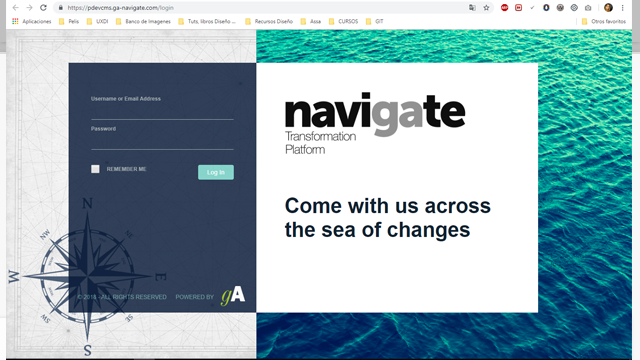 https://pdevcms.ga-navigate.com/login
Aplicaciones
Pelis
UXDI
Banco de Imagenes
Tuts, libros Diseño ...
Recursos Diseño
Assa
CURSOS
GIT
Otros favoritos
Username or Email Address
Password
REMEMBER ME
Log In
navigate
Transformation
Platform
Come with us across
the sea of changes
N
NE
E
SE
S
SW
W
NW
© 2018 - ALL RIGHTS RESERVED
POWERED BY
gA